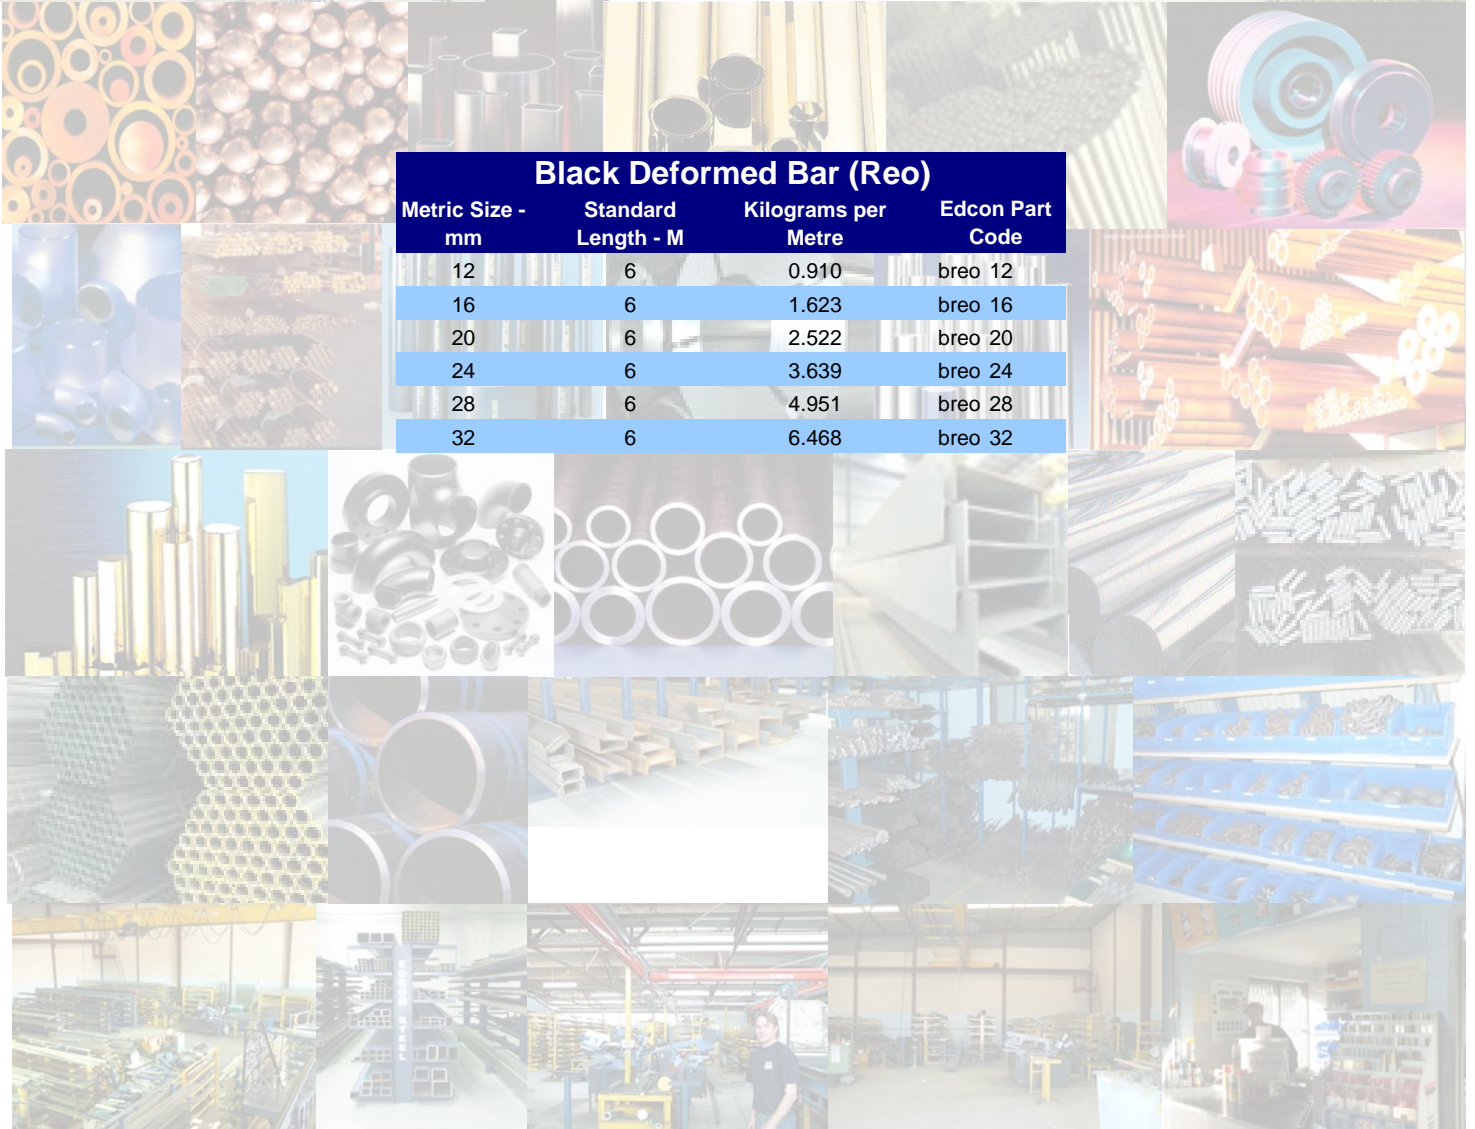 Black Deformed Bar (Reo)
Metric Size - mm Standard Length - M Kilograms per Metre Edcon Part Code
12 6 0.910 breo 12
16 6 1.623 breo 16
20 6 2.522 breo 20
24 6 3.639 breo 24
28 6 4.951 breo 28
32 6 6.468 breo 32
EDCON STEEL